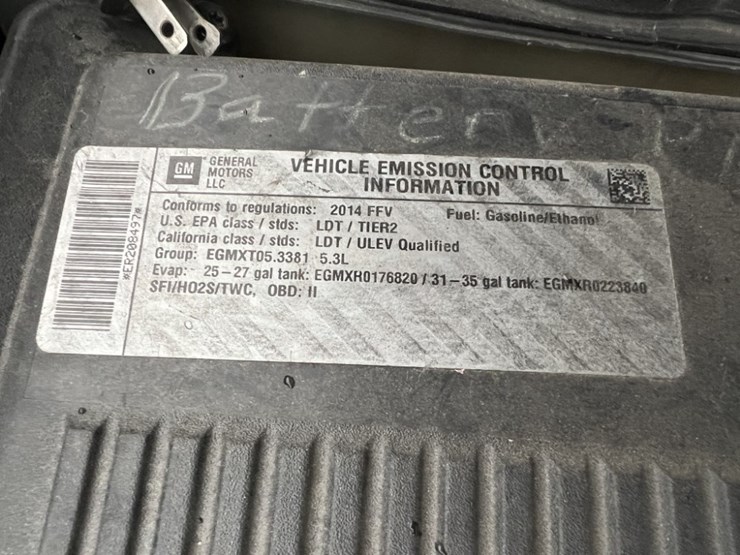 Battery
GM GENERAL MOTORS LLC
VEHICLE EMISSION CONTROL INFORMATION
Conforms to regulations: 2014 FFV Fuel: Gasoline/Ethanol
U.S. EPA class / stds: LDT / TIER2
California class / stds: LDT / ULEV Qualified
Group: EGMXT05.3381 5.3L
Evap: 25-27 gal tank: EGMXR0176820 / 31-35 gal tank: EGMXR0223840
SFI/HO2S/TWC, OBD: II
*ER208497*